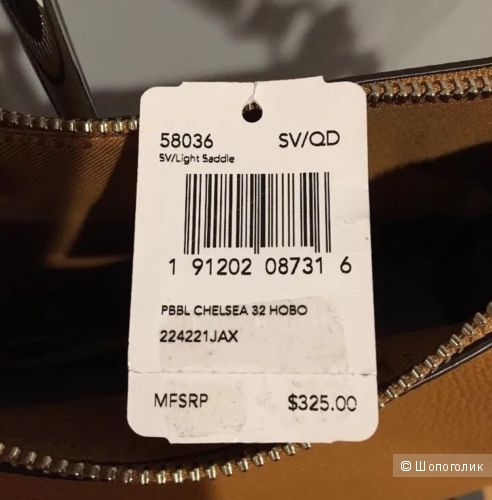 58036 SV/QD
SV/Light Saddle
1 91202 08731 6
PBBL CHELSEA 32 HOBO
224221JAX
MFSRP $325.00
© Шопоголик